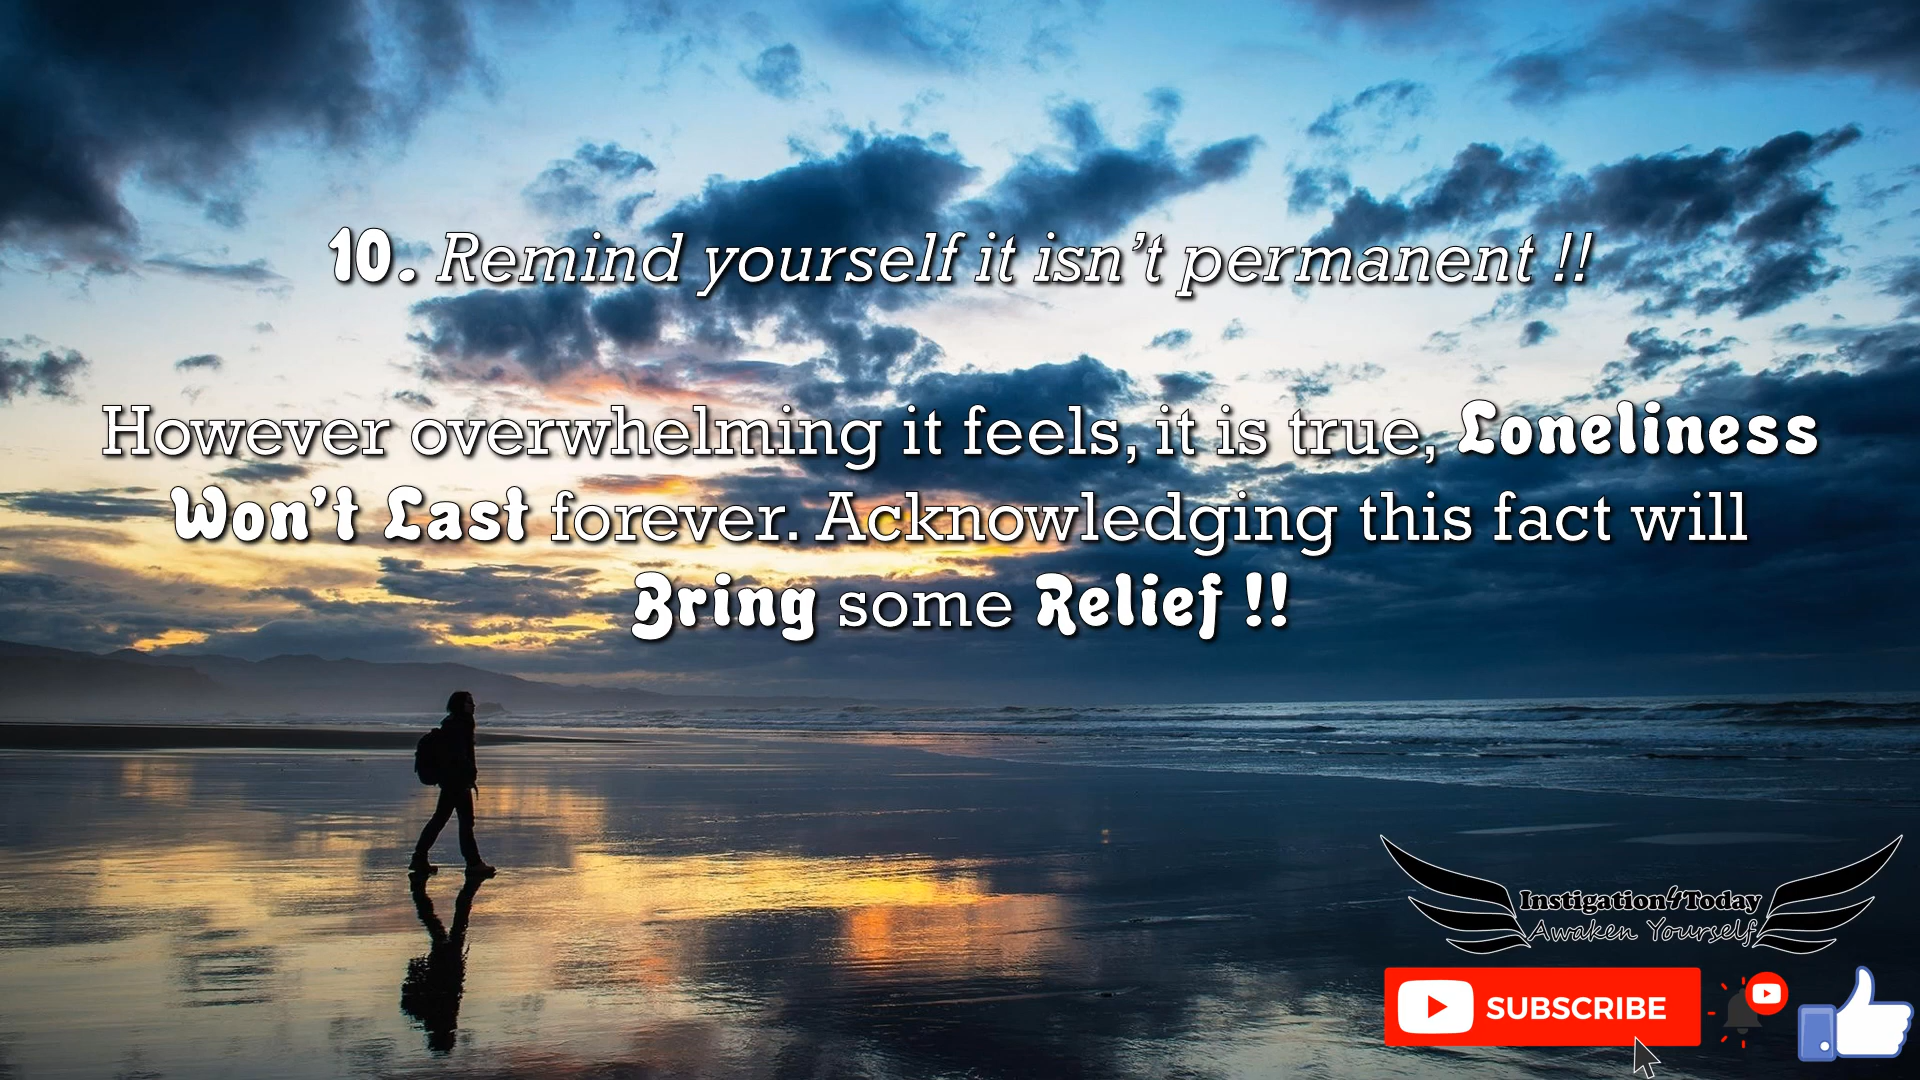 10. Remind yourself it isn't permanent !!
However overwhelming it feels, it is true, Loneliness
Won't Last forever. Acknowledging this fact will
Bring some Relief !!
Instigation4Today
Awaken Yourself
SUBSCRIBE